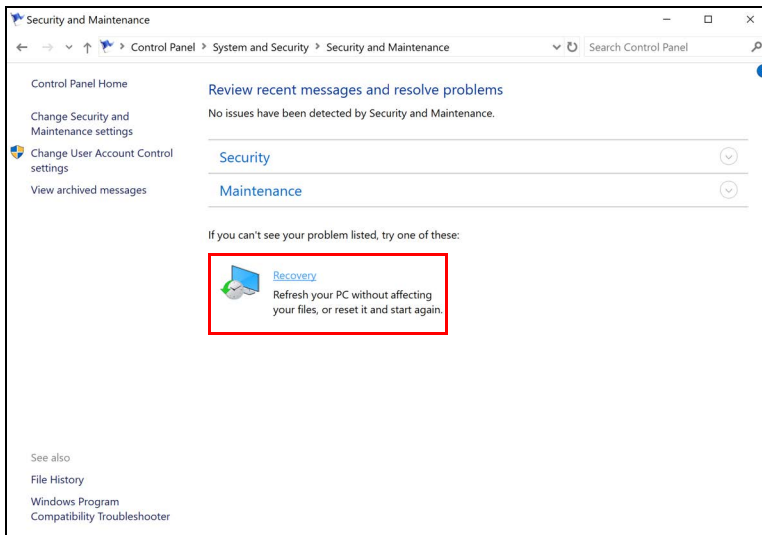 Security and Maintenance
Control Panel > System and Security > Security and Maintenance
Search Control Panel
Control Panel Home
Change Security and
Maintenance settings
Change User Account Control
settings
View archived messages
Review recent messages and resolve problems
No issues have been detected by Security and Maintenance.
Security
Maintenance
If you can't see your problem listed, try one of these:
Recovery
Refresh your PC without affecting
your files, or reset it and start again.
See also
File History
Windows Program
Compatibility Troubleshooter